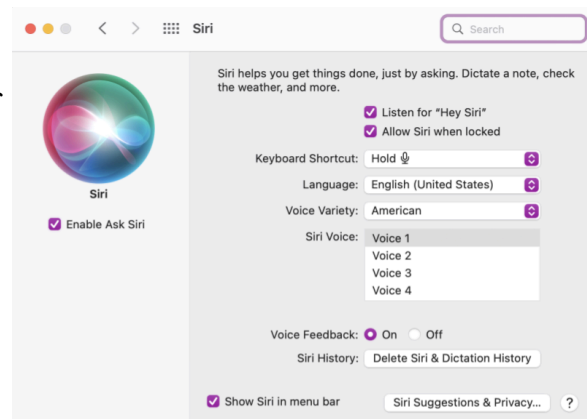 Siri
Search
Siri helps you get things done, just by asking. Dictate a note, check
the weather, and more.
Listen for “Hey Siri”
Allow Siri when locked
Keyboard Shortcut: Hold
Language: English (United States)
Voice Variety: American
Siri Voice: Voice 1
Voice 2
Voice 3
Voice 4
Siri
Enable Ask Siri
Voice Feedback: On Off
Siri History: Delete Siri & Dictation History
Show Siri in menu bar
Siri Suggestions & Privacy... ?